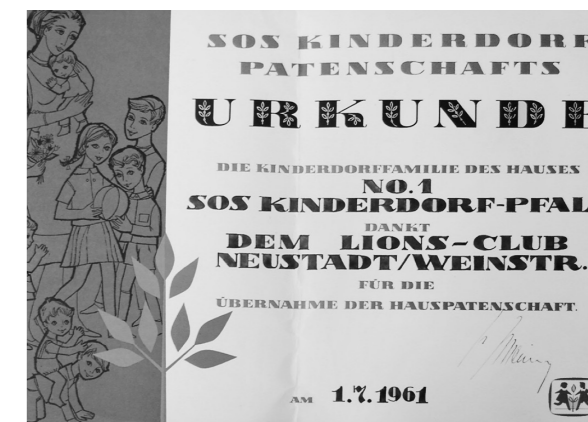 SOS KINDERDORF
PATENSCHAFTS
URKUNDE
DIE KINDERDORFFAMILIE DES HAUSES
NO. 1
SOS KINDERDORF-PFAL
DANKT
DEM LIONS-CLUB
NEUSTADT/WEINSTR.
FÜR DIE
ÜBERNAHME DER HAUSPATENSCHAFT.
AM 1.7.1961